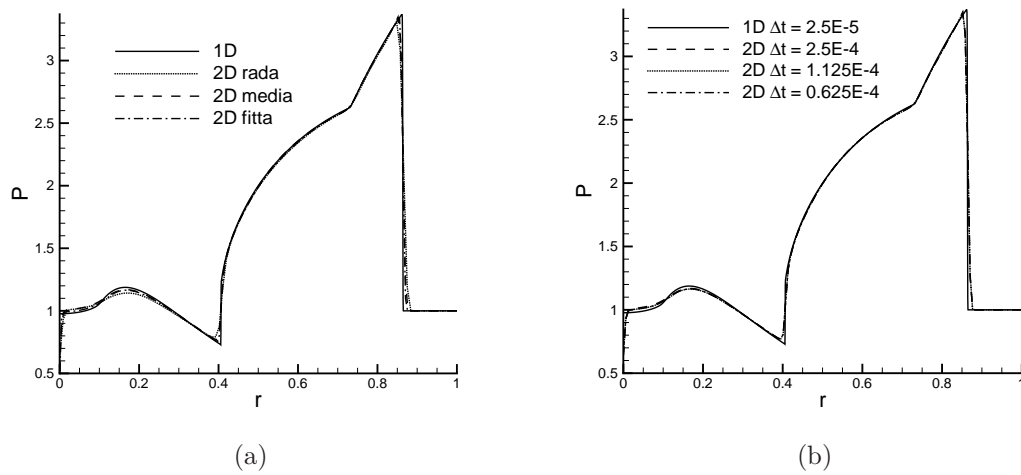 1D
2D rada
2D media
2D fitta
P
3
2.5
2
1.5
1
0.5
0
0.2
0.4
0.6
0.8
1
r
(a)
1D Δt = 2.5E-5
2D Δt = 2.5E-4
2D Δt = 1.125E-4
2D Δt = 0.625E-4
P
3
2.5
2
1.5
1
0.5
0
0.2
0.4
0.6
0.8
1
r
(b)